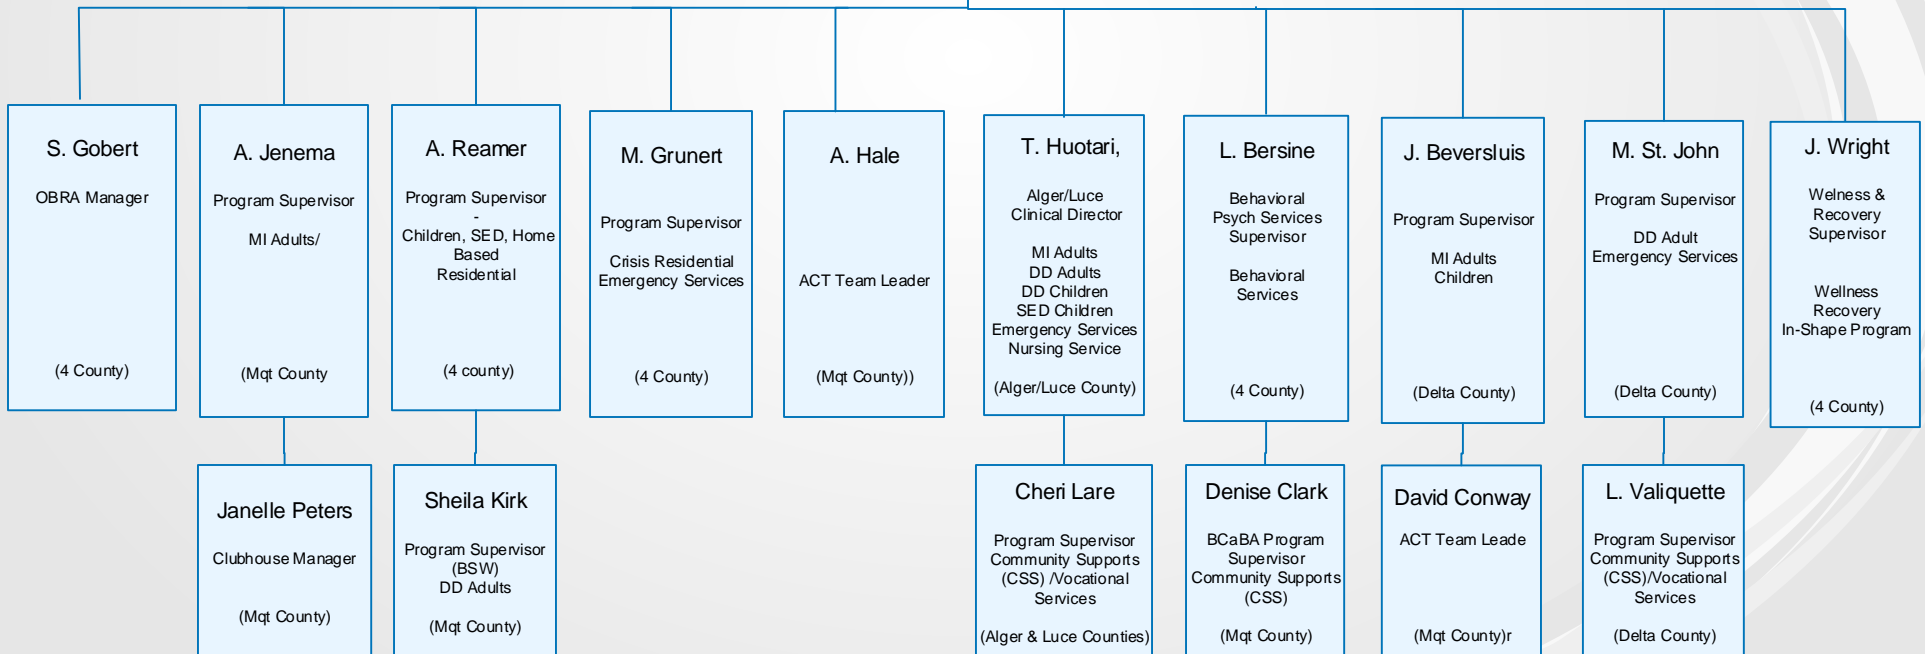 S. Gobert
OBRA Manager
(4 County)
A. Jenema
Program Supervisor
MI Adults/
(Mqt County
A. Reamer
Program Supervisor
-
Children, SED, Home
Based
Residential
(4 county)
M. Grunert
Program Supervisor
Crisis Residential
Emergency Services
(4 County)
A. Hale
ACT Team Leader
(Mqt County))
T. Huotari,
Alger/Luce
Clinical Director
MI Adults
DD Adults
DD Children
SED Children
Emergency Services
Nursing Service
(Alger/Luce County)
L. Bersine
Behavioral
Psych Services
Supervisor
Behavioral
Services
(4 County)
J. Beversluis
Program Supervisor
MI Adults
Children
(Delta County)
M. St. John
Program Supervisor
DD Adult
Emergency Services
(Delta County)
J. Wright
Welness &
Recovery
Supervisor
Wellness
Recovery
In-Shape Program
(4 County)
Janelle Peters
Clubhouse Manager
(Mqt County)
Sheila Kirk
Program Supervisor
(BSW)
DD Adults
(Mqt County)
Cheri Lare
Program Supervisor
Community Supports
(CSS) /Vocational
Services
(Alger & Luce Counties)
Denise Clark
BCaBA Program
Supervisor
Community Supports
(CSS)
(Mqt County)
David Conway
ACT Team Leade
(Mqt County)r
L. Valiquette
Program Supervisor
Community Supports
(CSS)/Vocational
Services
(Delta County)